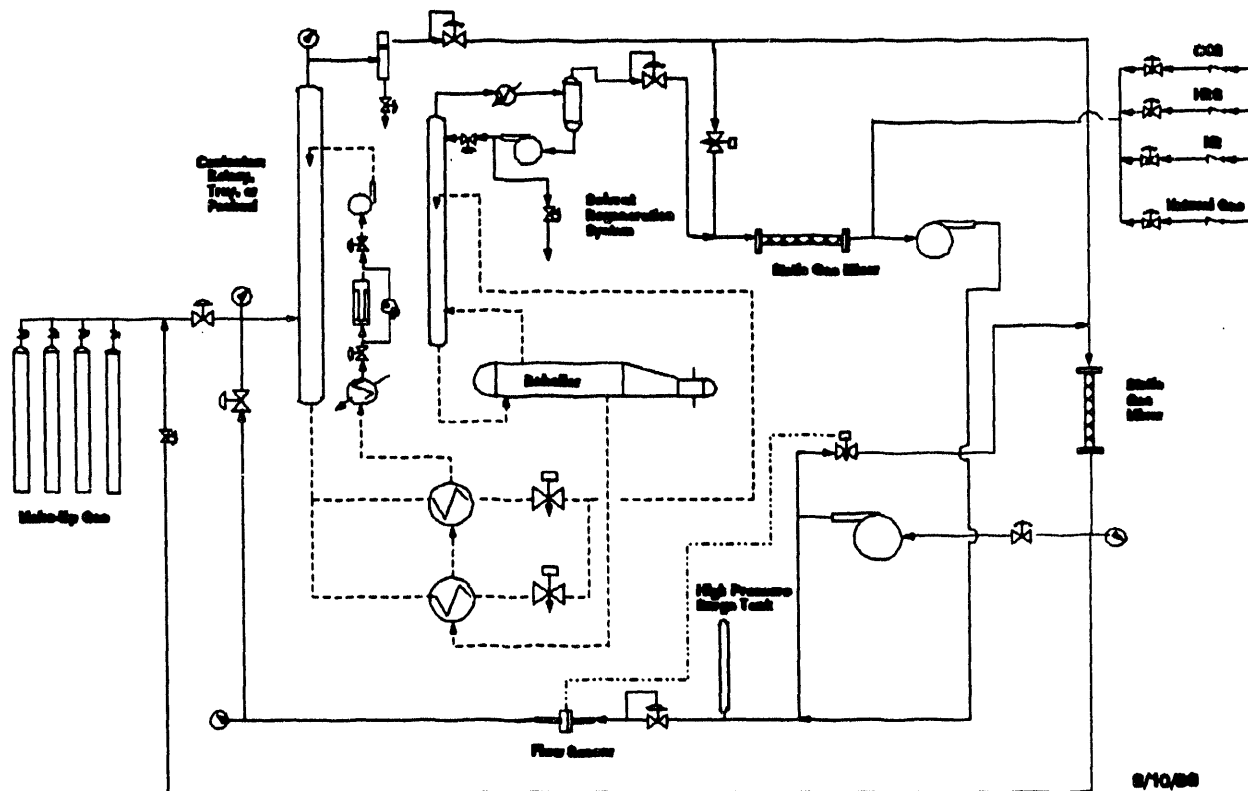 CO2
H2S
N2
Natural Gas
Contactor:
Rotary,
Tray, or
Packed
Solvent
Regeneration
System
Static Gas Mixer
Reboiler
Static
Gas
Mixer
Make-Up Gas
High Pressure
Surge Tank
Flow Sensor